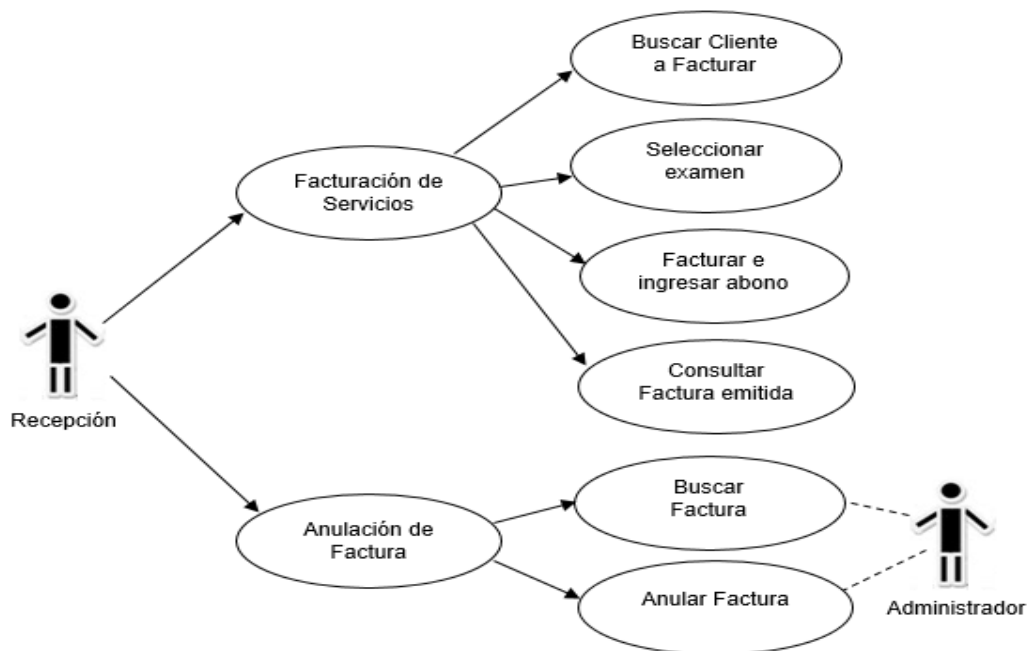 Buscar Cliente
a Facturar
Seleccionar
examen
Facturación de
Servicios
Facturar e
ingresar abono
Consultar
Factura emitida
Recepción
Buscar
Factura
Anulación de
Factura
Anular Factura
Administrador